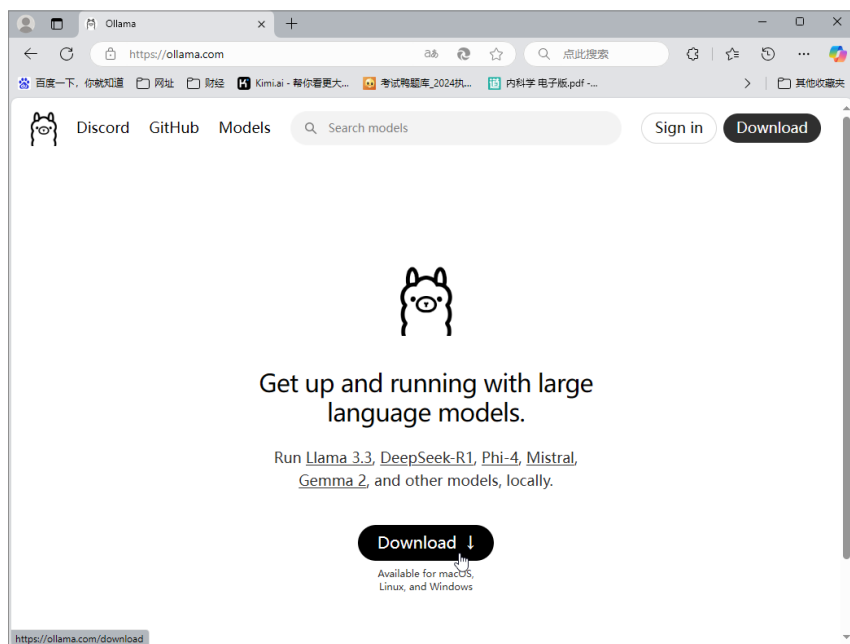 Ollama
https://ollama.com
点此搜索
百度一下,你就知道 网址 财经 Kimi.ai - 帮你看更大... 考试鸭题库_2024执... 内科学 电子版.pdf -... 其他收藏夹
Discord GitHub Models Search models Sign in Download
Get up and running with large
language models.
Run Llama 3.3, DeepSeek-R1, Phi-4, Mistral,
Gemma 2, and other models, locally.
Download ↓
Available for macOS,
Linux, and Windows
https://ollama.com/download